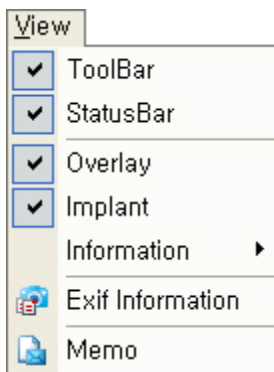 View
ToolBar
StatusBar
Overlay
Implant
Information
Exif Information
Memo